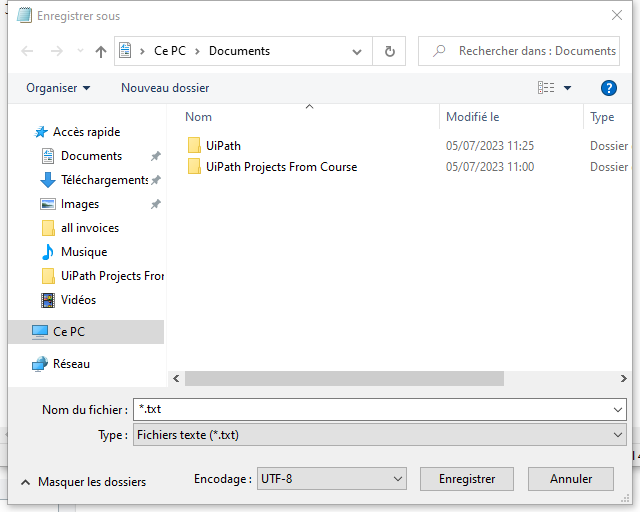 Enregistrer sous
Ce PC > Documents
Rechercher dans : Documents
Organiser
Nouveau dossier
?
Nom
Modifié le
Type
Accès rapide
Documents
Téléchargements
Images
all invoices
Musique
UiPath Projects From
Vidéos
Ce PC
Réseau
UiPath 05/07/2023 11:25 Dossier
UiPath Projects From Course 05/07/2023 11:00 Dossier
Nom du fichier : *.txt
Type : Fichiers texte (*.txt)
Masquer les dossiers
Encodage : UTF-8
Enregistrer
Annuler